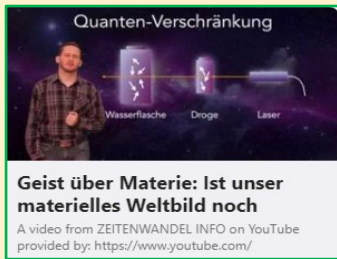 Quanten-Verschränkung
Wasserflasche
Droge
Laser
Geist über Materie: Ist unser
materielles Weltbild noch
A video from ZEITENWANDEL INFO on YouTube
provided by: https://www.youtube.com/